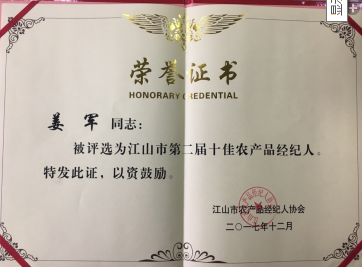 荣誉证书
HONORARY CREDENTIAL
姜军同志：
被评选为江山市第二届十佳农产品经纪人。
特发此证，以资鼓励。
江山市农产品经纪人协会
二〇一七年十二月